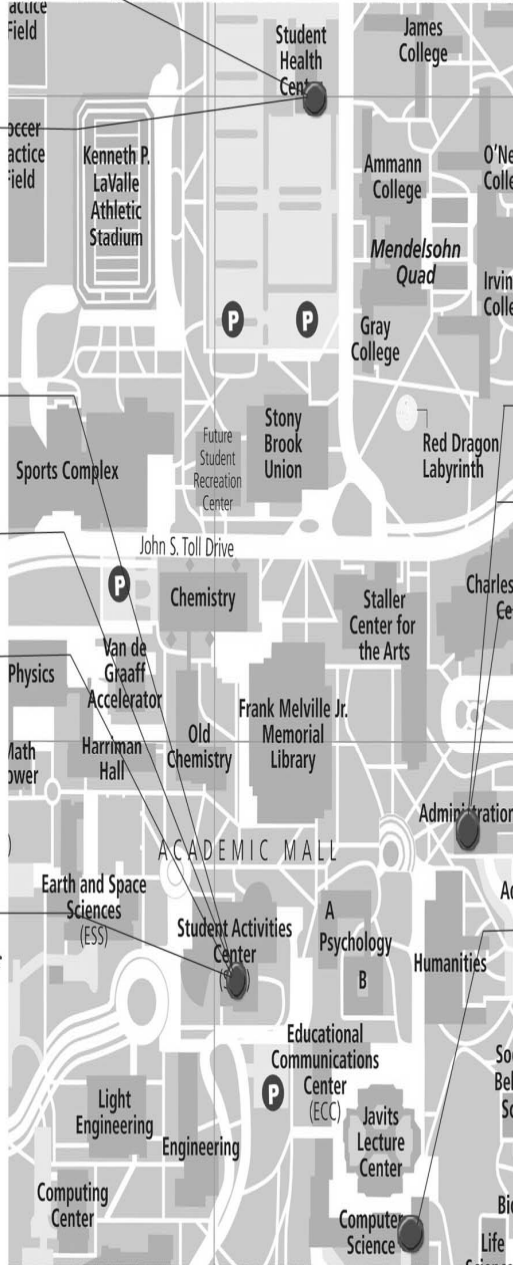 Field
Student
Health
James
College
Field
Kenneth P.
LaValle
Athletic
Stadium
Ammann
College
Mendelsohn
Quad
Gray
College
P
P
Sports Complex
Future
Student
Recreation
Center
Stony
Brook
Union
Red Dragon
Labyrinth
John S. Toll Drive
P
Chemistry
Staller
Center for
the Arts
Charles
Physics
Van de
Graaff
Accelerator
Harriman
Hall
Old
Chemistry
Frank Melville Jr.
Memorial
Library
Administration
ACADEMIC MALL
Earth and Space
Sciences
(ESS)
Student Activities
Center
A
Psychology
B
Humanities
Educational
Communications
Center
(ECC)
P
Light
Engineering
Engineering
Javits
Lecture
Center
Computing
Center
Computer
Science
Life